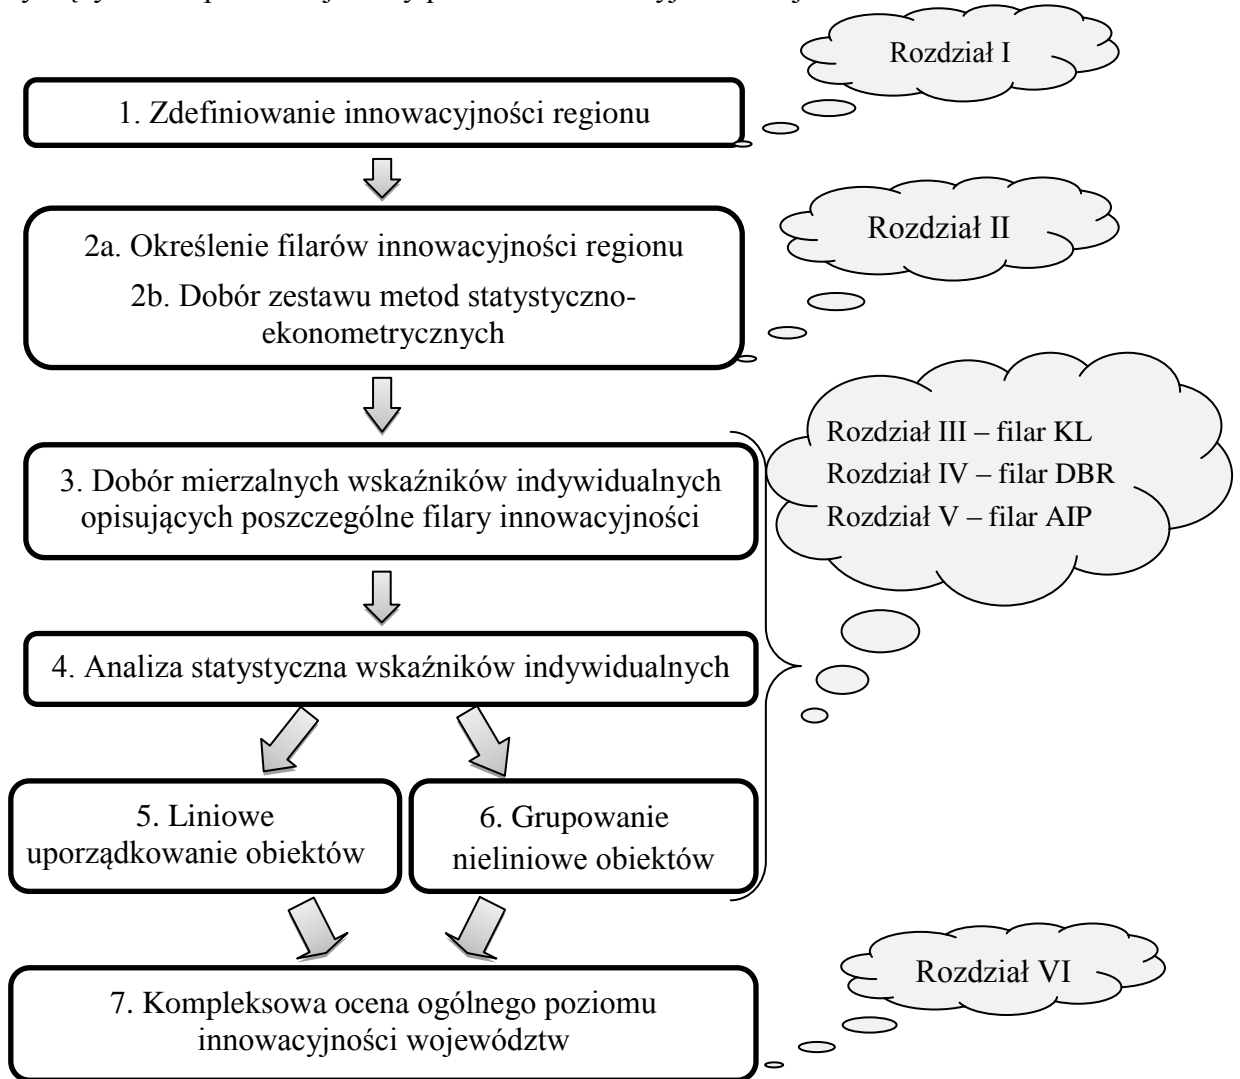 Rozdział I
1. Zdefiniowanie innowacyjności regionu
Rozdział II
2a. Określenie filarów innowacyjności regionu
2b. Dobór zestawu metod statystyczno-
ekonometrycznych
Rozdział III – filar KL
Rozdział IV – filar DBR
Rozdział V – filar AIP
3. Dobór mierzalnych wskaźników indywidualnych
opisujących poszczególne filary innowacyjności
4. Analiza statystyczna wskaźników indywidualnych
5. Liniowe
uporządkowanie obiektów
6. Grupowanie
nieliniowe obiektów
Rozdział VI
7. Kompleksowa ocena ogólnego poziomu
innowacyjności województw